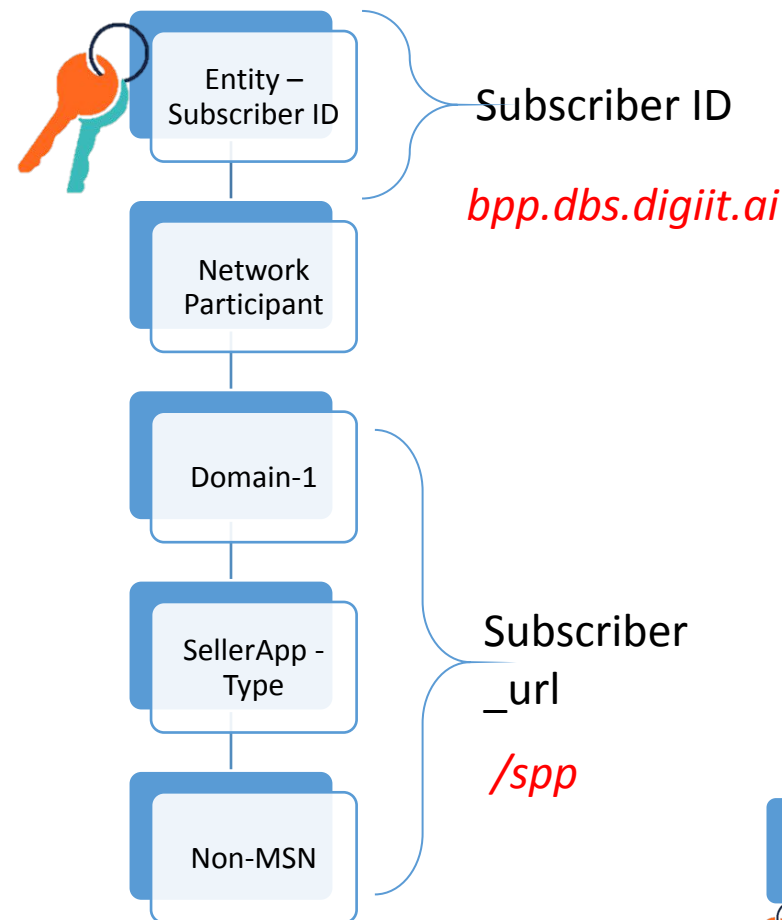 Entity –
Subscriber ID
Subscriber ID
bpp.dbs.digiit.ai
Network
Participant
Domain-1
SellerApp -
Type
Subscriber
_url
/spp
Non-MSN